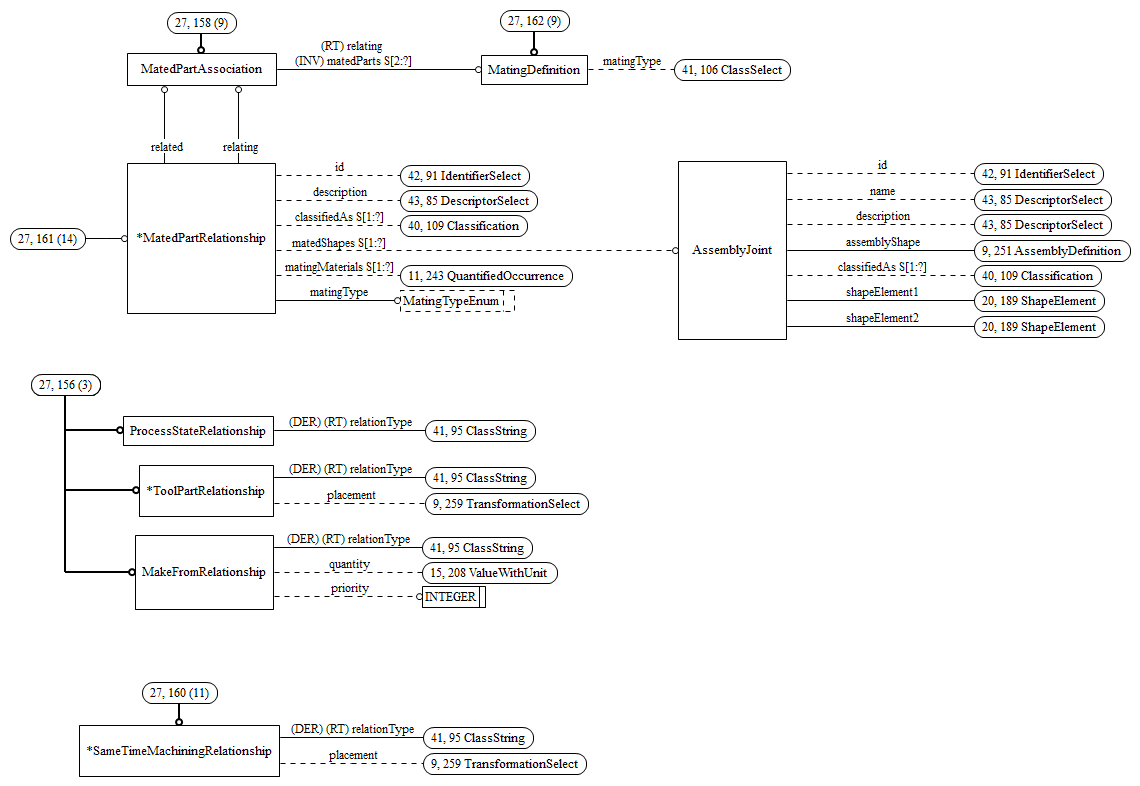 27, 158 (9)
27, 162 (9)
(RT) relating
(INV) matedParts S[2:?]
MatedPartAssociation
MatingDefinition
matingType
41, 106 ClassSelect
related
relating
27, 161 (14)
*MatedPartRelationship
id
42, 91 IdentifierSelect
description
43, 85 DescriptorSelect
classifiedAs S[1:?]
40, 109 Classification
matedShapes S[1:?]
matingMaterials S[1:?]
11, 243 QuantifiedOccurrence
matingType
MatingTypeEnum
AssemblyJoint
id
42, 91 IdentifierSelect
name
43, 85 DescriptorSelect
description
43, 85 DescriptorSelect
assemblyShape
9, 251 AssemblyDefinition
classifiedAs S[1:?]
40, 109 Classification
shapeElement1
20, 189 ShapeElement
shapeElement2
20, 189 ShapeElement
27, 156 (3)
ProcessStateRelationship
(DER) (RT) relationType
41, 95 ClassString
*ToolPartRelationship
(DER) (RT) relationType
41, 95 ClassString
placement
9, 259 TransformationSelect
MakeFromRelationship
(DER) (RT) relationType
41, 95 ClassString
quantity
15, 208 ValueWithUnit
priority
INTEGER
27, 160 (11)
*SameTimeMachiningRelationship
(DER) (RT) relationType
41, 95 ClassString
placement
9, 259 TransformationSelect